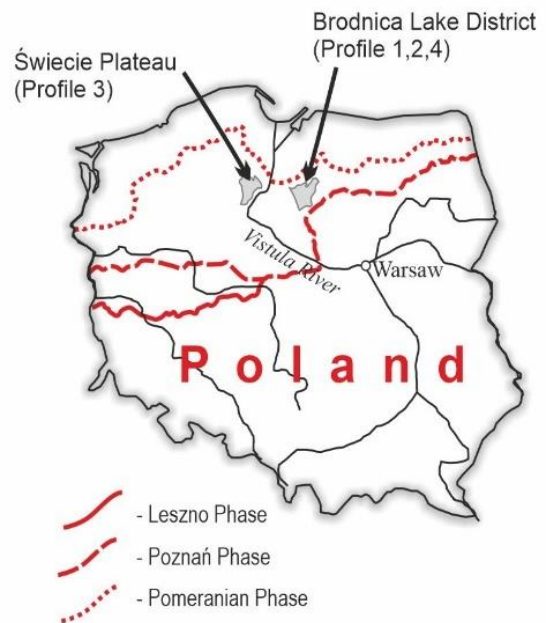 Brodnica Lake District
(Profile 1,2,4)
Świecie Plateau
(Profile 3)
Vistula River
Warsaw
Poland
- Leszno Phase
- Poznań Phase
- Pomeranian Phase